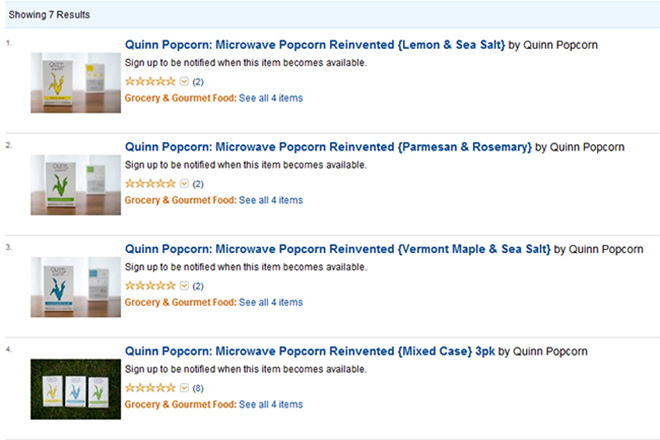 Showing 7 Results
1.
Quinn Popcorn: Microwave Popcorn Reinvented {Lemon & Sea Salt} by Quinn Popcorn
Sign up to be notified when this item becomes available.
(2)
Grocery & Gourmet Food: See all 4 items
QUINN
2.
Quinn Popcorn: Microwave Popcorn Reinvented {Parmesan & Rosemary} by Quinn Popcorn
Sign up to be notified when this item becomes available.
(2)
Grocery & Gourmet Food: See all 4 items
QUINN
3.
Quinn Popcorn: Microwave Popcorn Reinvented {Vermont Maple & Sea Salt} by Quinn Popcorn
Sign up to be notified when this item becomes available.
(2)
Grocery & Gourmet Food: See all 4 items
QUINN
4.
Quinn Popcorn: Microwave Popcorn Reinvented {Mixed Case} 3pk by Quinn Popcorn
Sign up to be notified when this item becomes available.
(8)
Grocery & Gourmet Food: See all 4 items